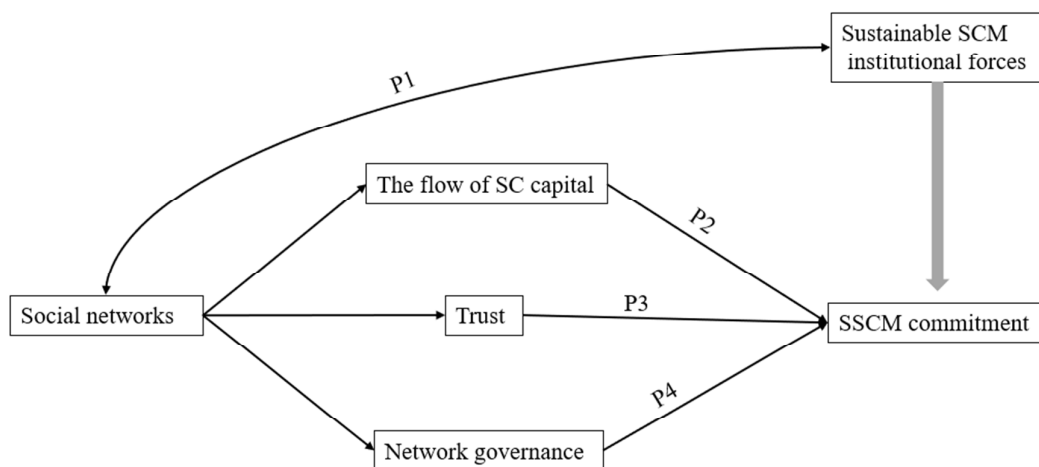 Sustainable SCM
institutional forces
P1
The flow of SC capital
P2
Social networks
Trust
P3
SSCM commitment
P4
Network governance